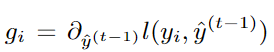 g_i = ∂_{ŷ^{(t-1)}} l(y_i, ŷ^{(t-1)})